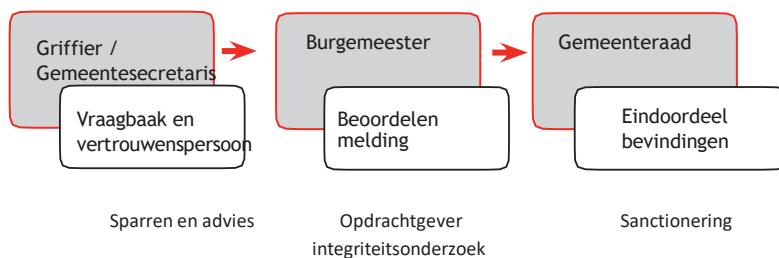 Griffier /
Gemeentesecretaris
Vraagbaak en
vertrouwenspersoon
Burgemeester
Beoordelen
melding
Gemeenteraad
Eindoordeel
bevindingen
Sparren en advies
Opdrachtgever
integriteitsonderzoek
Sanctionering